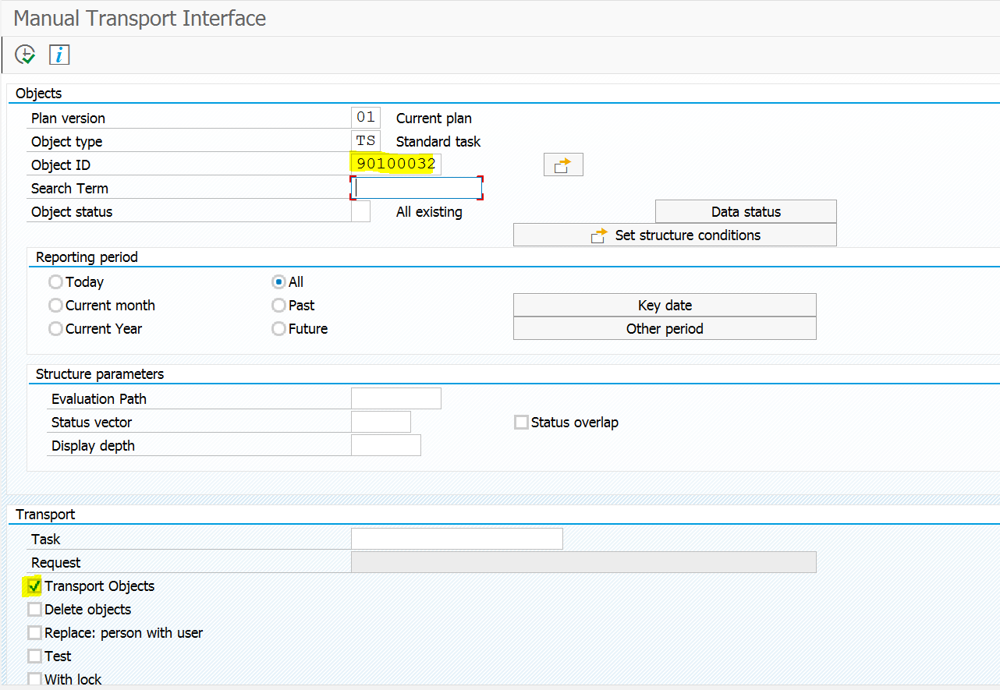 Manual Transport Interface
i
Objects
Plan version 01 Current plan
Object type TS Standard task
Object ID 90100032
Search Term
Object status All existing Data status
Set structure conditions
Reporting period
Today All
Current month Past Key date
Current Year Future Other period
Structure parameters
Evaluation Path
Status vector Status overlap
Display depth
Transport
Task
Request
Transport Objects
Delete objects
Replace: person with user
Test
With lock